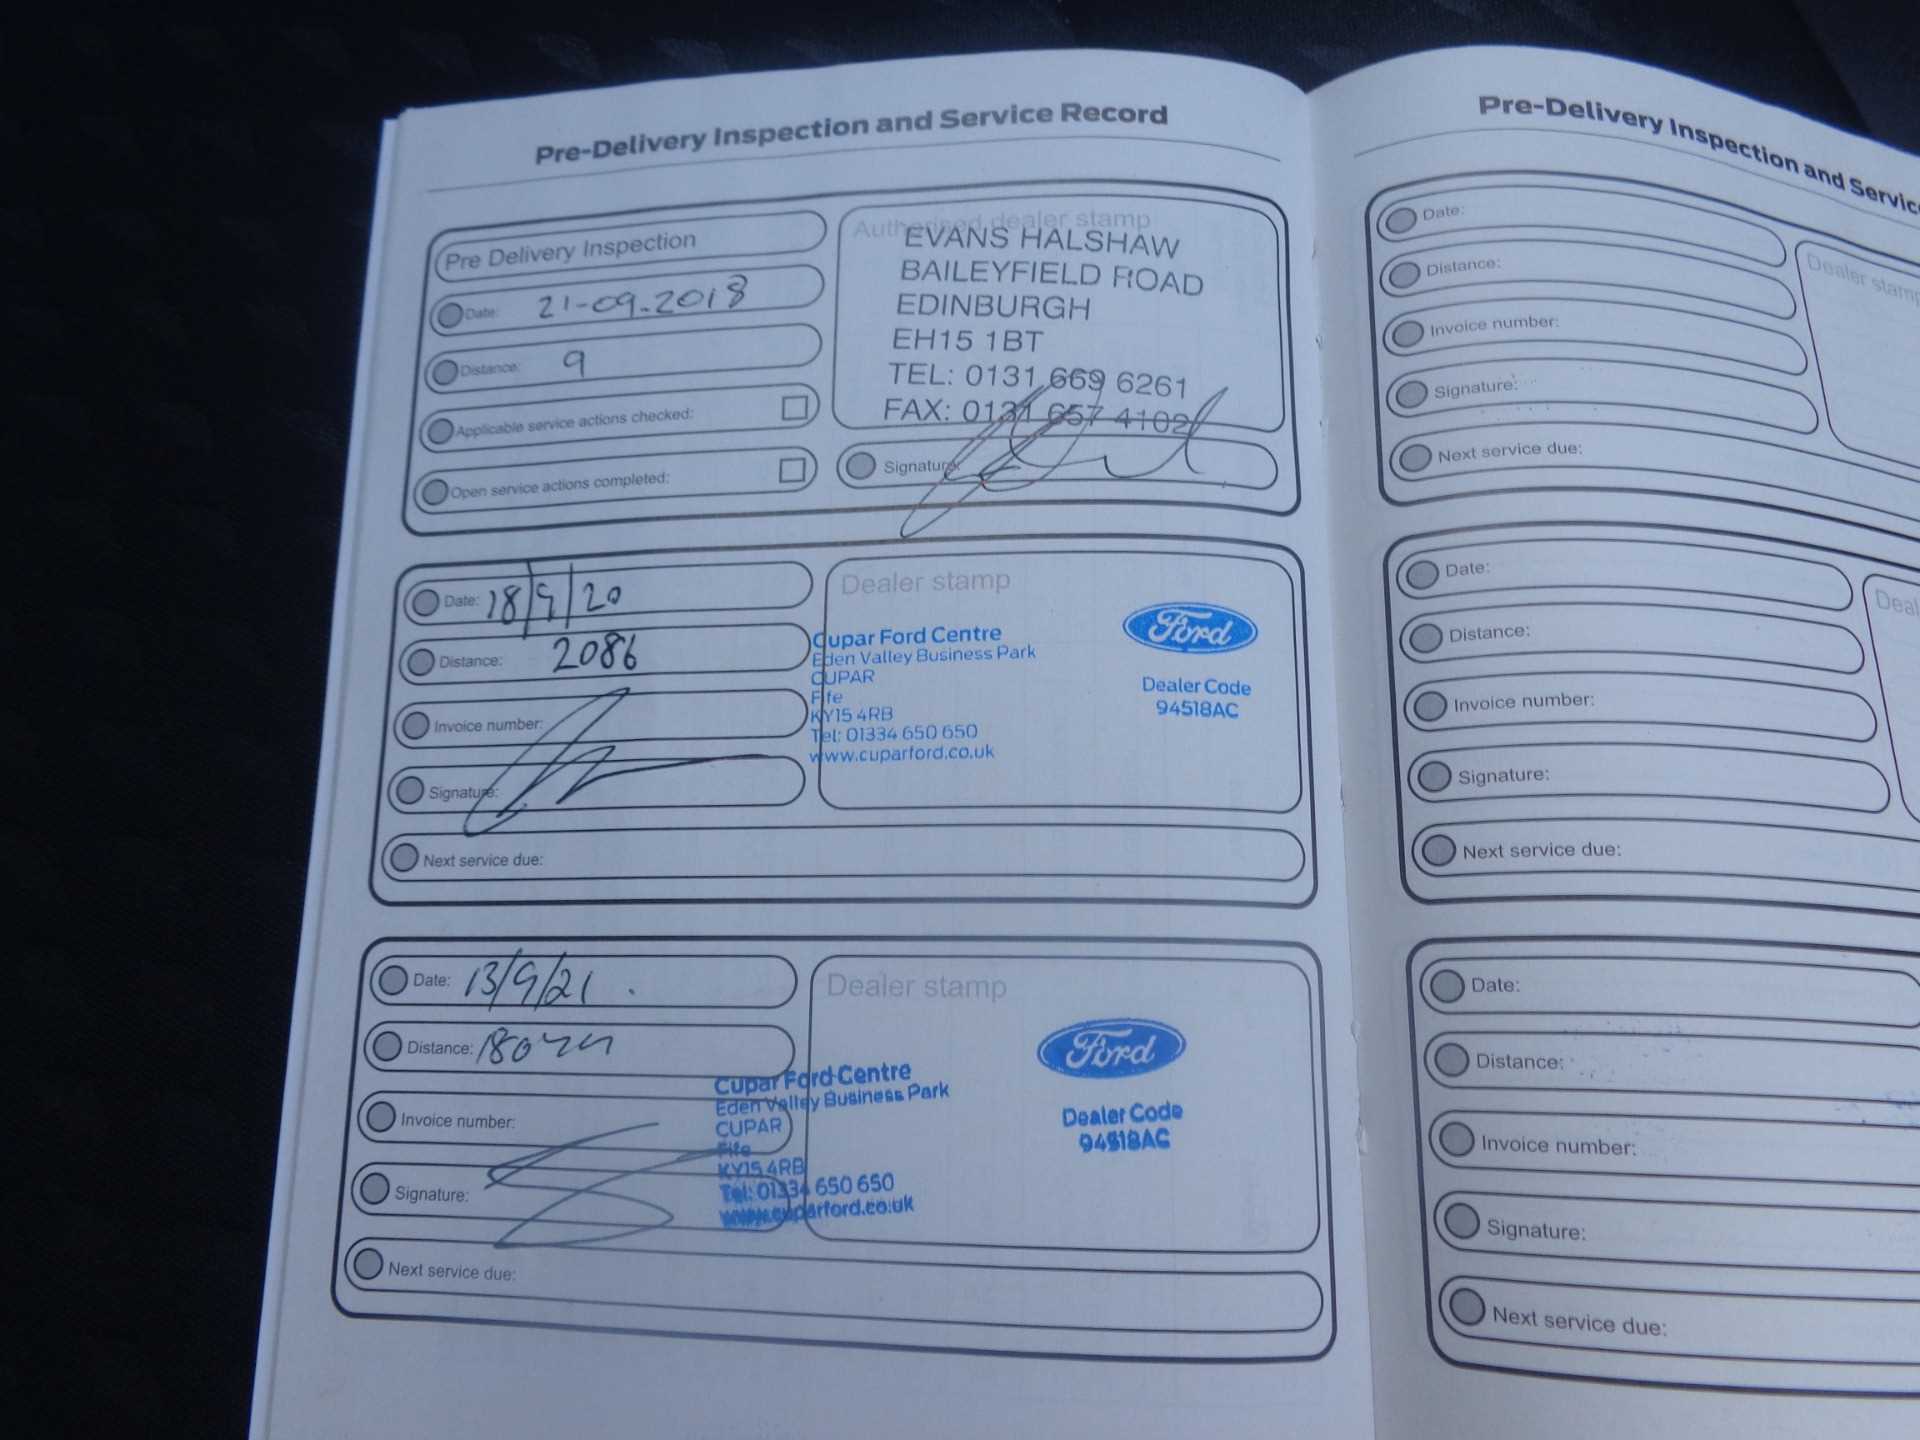 Pre-Delivery Inspection and Service Record
Pre Delivery Inspection
Date: 21-09-2018
Distance: 9
Applicable service actions checked:
Open service actions completed:
Authorised dealer stamp
EVANS HALSHAW
BAILEYFIELD ROAD
EDINBURGH
EH15 1BT
TEL: 0131 669 6261
FAX: 0131 657 4102
Signature:
Date: 18/9/20
Distance: 2086
Invoice number:
Signature:
Next service due:
Dealer stamp
Cupar Ford Centre
Eden Valley Business Park
CUPAR
Fife
KY15 4RB
Tel: 01334 650 650
www.cuparford.co.uk
Ford
Dealer Code
94518AC
Date: 13/9/21
Distance:
Invoice number:
Signature:
Next service due:
Dealer stamp
Cupar Ford Centre
Eden Valley Business Park
CUPAR
Fife
KY15 4RB
Tel: 01334 650 650
www.cuparford.co.uk
Ford
Dealer Code
94518AC
Pre-Delivery Inspection and Servic
Date:
Distance:
Invoice number:
Signature:
Next service due:
Dealer stamp
Date:
Distance:
Invoice number:
Signature:
Next service due:
Deal
Date:
Distance:
Invoice number:
Signature:
Next service due: